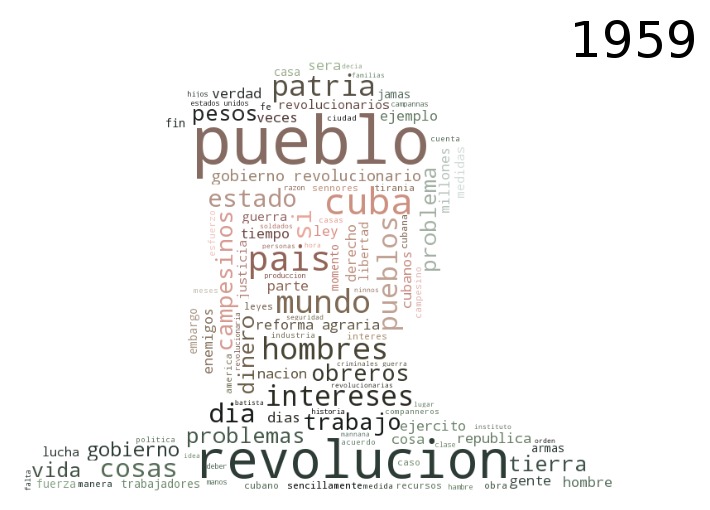 1959
sera decia
casa familias
patria
hijos verdad jamas
estados unidos fe revolucionarios campannas
pesos veces ciudad ejemplo
fin
pueblo cuenta
gobierno revolucionario
problema millones medidas
razon sennores tirania
estado cuba
guerra casas
esfuerzo campesinos soldados si ley
tiempo derecho libertad pueblos cubana
personas hora
justicia pais momento cubanos campesino
produccion
parte
meses ninnos
mundo
leyes
seguridad
embargo enemigos revolucionaria dinero reforma agraria
industria interes
hombres
criminales guerra
america nacion obreros
revolucionarias
intereses
batista lugar
dia dias historia trabajo companneros
ejercito
politica problemas mannana cosa clase republica instituto
acuerdo orden
lucha gobierno idea armas
revolucion
vida cosas deber caso tierra
gente
falta fuerza manera trabajadores manos cubano sencillamente medida recursos hambre obra hombre